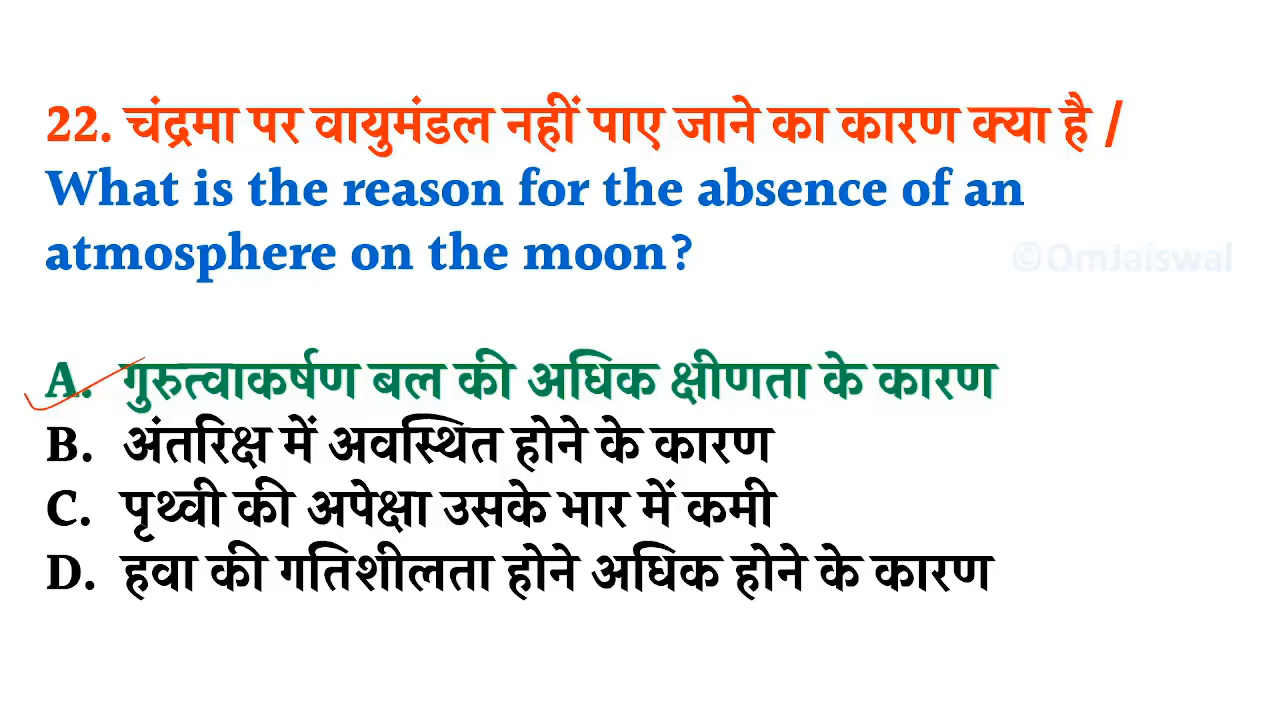 22. चंद्रमा पर वायुमंडल नहीं पाए जाने का कारण क्या है /
What is the reason for the absence of an
atmosphere on the moon?
©OmJaiswal
A. गुरुत्वाकर्षण बल की अधिक क्षीणता के कारण
B. अंतरिक्ष में अवस्थित होने के कारण
C. पृथ्वी की अपेक्षा उसके भार में कमी
D. हवा की गतिशीलता होने अधिक होने के कारण